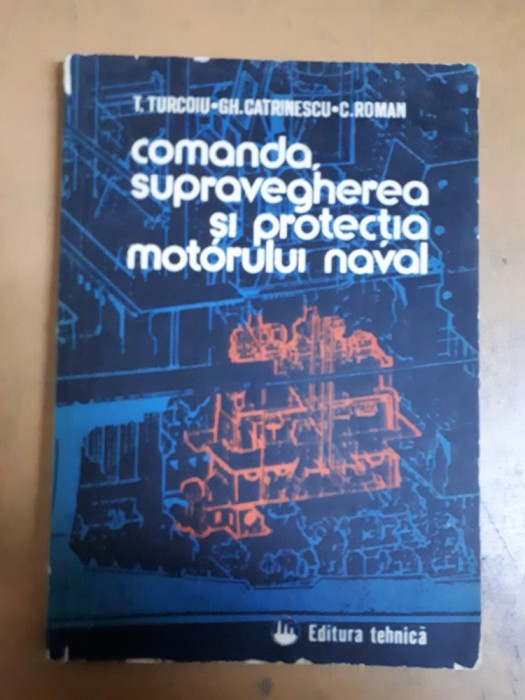 T. TURCOIU•GH.CATRINESCU•C.ROMAN
comanda,
supravegherea
și protecția
motorului naval
Editura tehnică